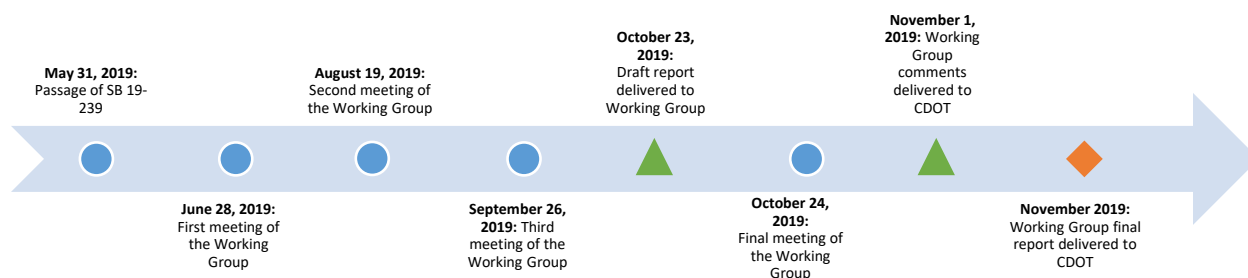 May 31, 2019:
Passage of SB 19-
239
June 28, 2019:
First meeting of
the Working
Group
August 19, 2019:
Second meeting of
the Working Group
September 26,
2019: Third
meeting of the
Working Group
October 23,
2019:
Draft report
delivered to
Working Group
October 24,
2019:
Final meeting of
the Working
Group
November 1,
2019: Working
Group
comments
delivered to
CDOT
November 2019:
Working Group final
report delivered to
CDOT